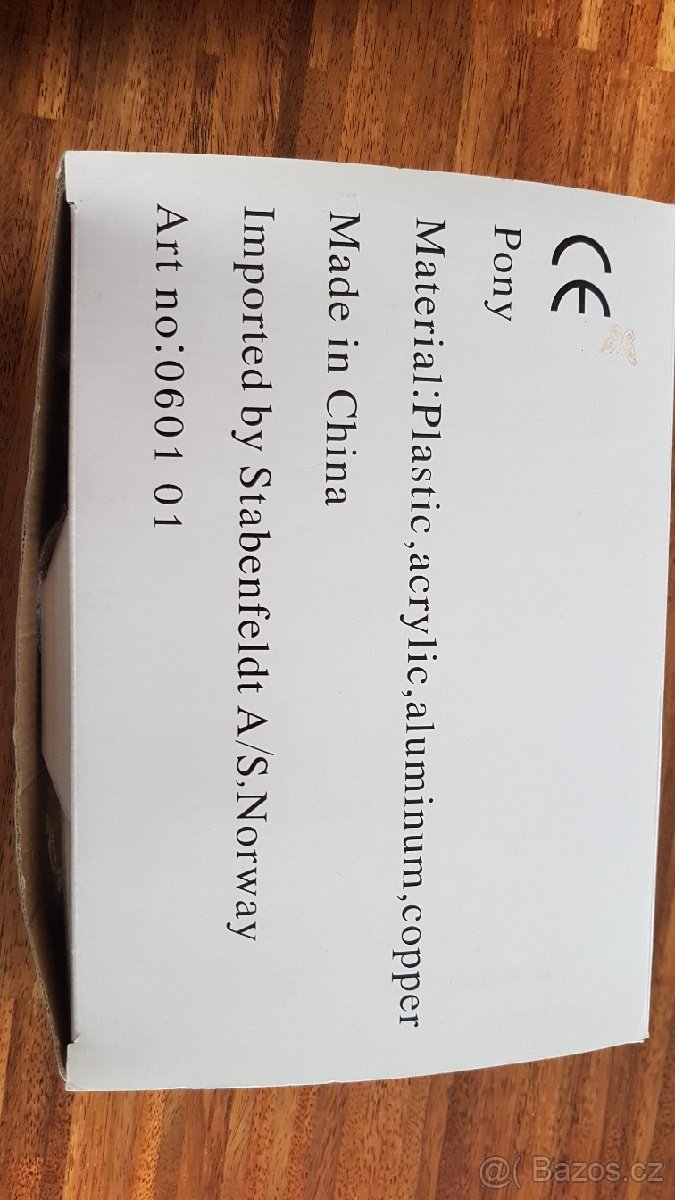 CE
Pony
Material:Plastic,acrylic,aluminum,copper
Made in China
Imported by Stabenfeldt A/S,Norway
Art no:0601 01
@( Bazos.cz